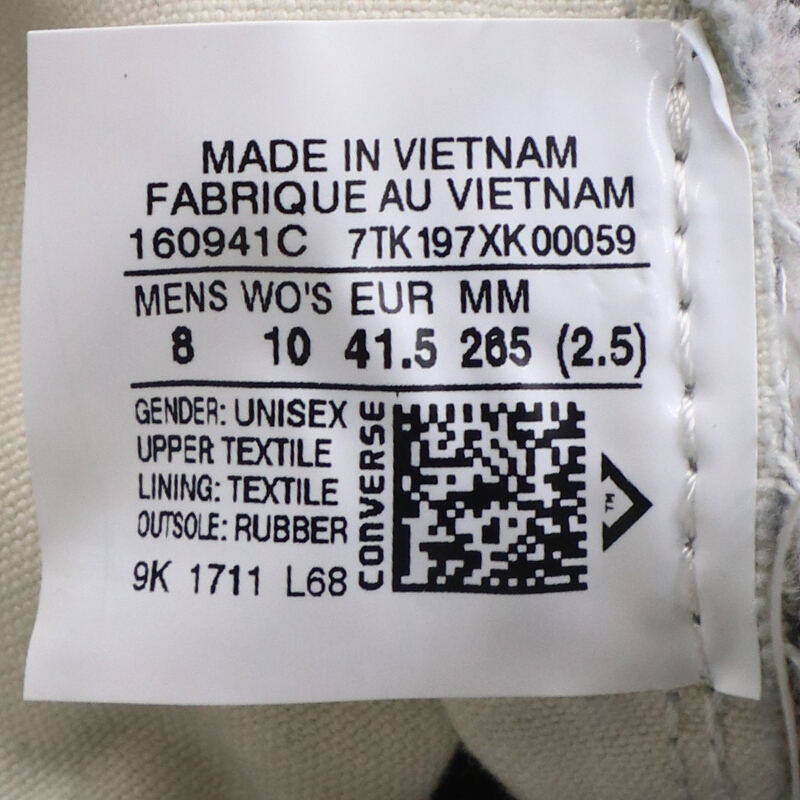 MADE IN VIETNAM
FABRIQUE AU VIETNAM
160941C 7TK197XK00059
MENS WO'S EUR MM
8 10 41.5 265 (2.5)
GENDER: UNISEX
UPPER TEXTILE
LINING: TEXTILE
OUTSOLE: RUBBER
9K 1711 L68
CONVERSE
TM